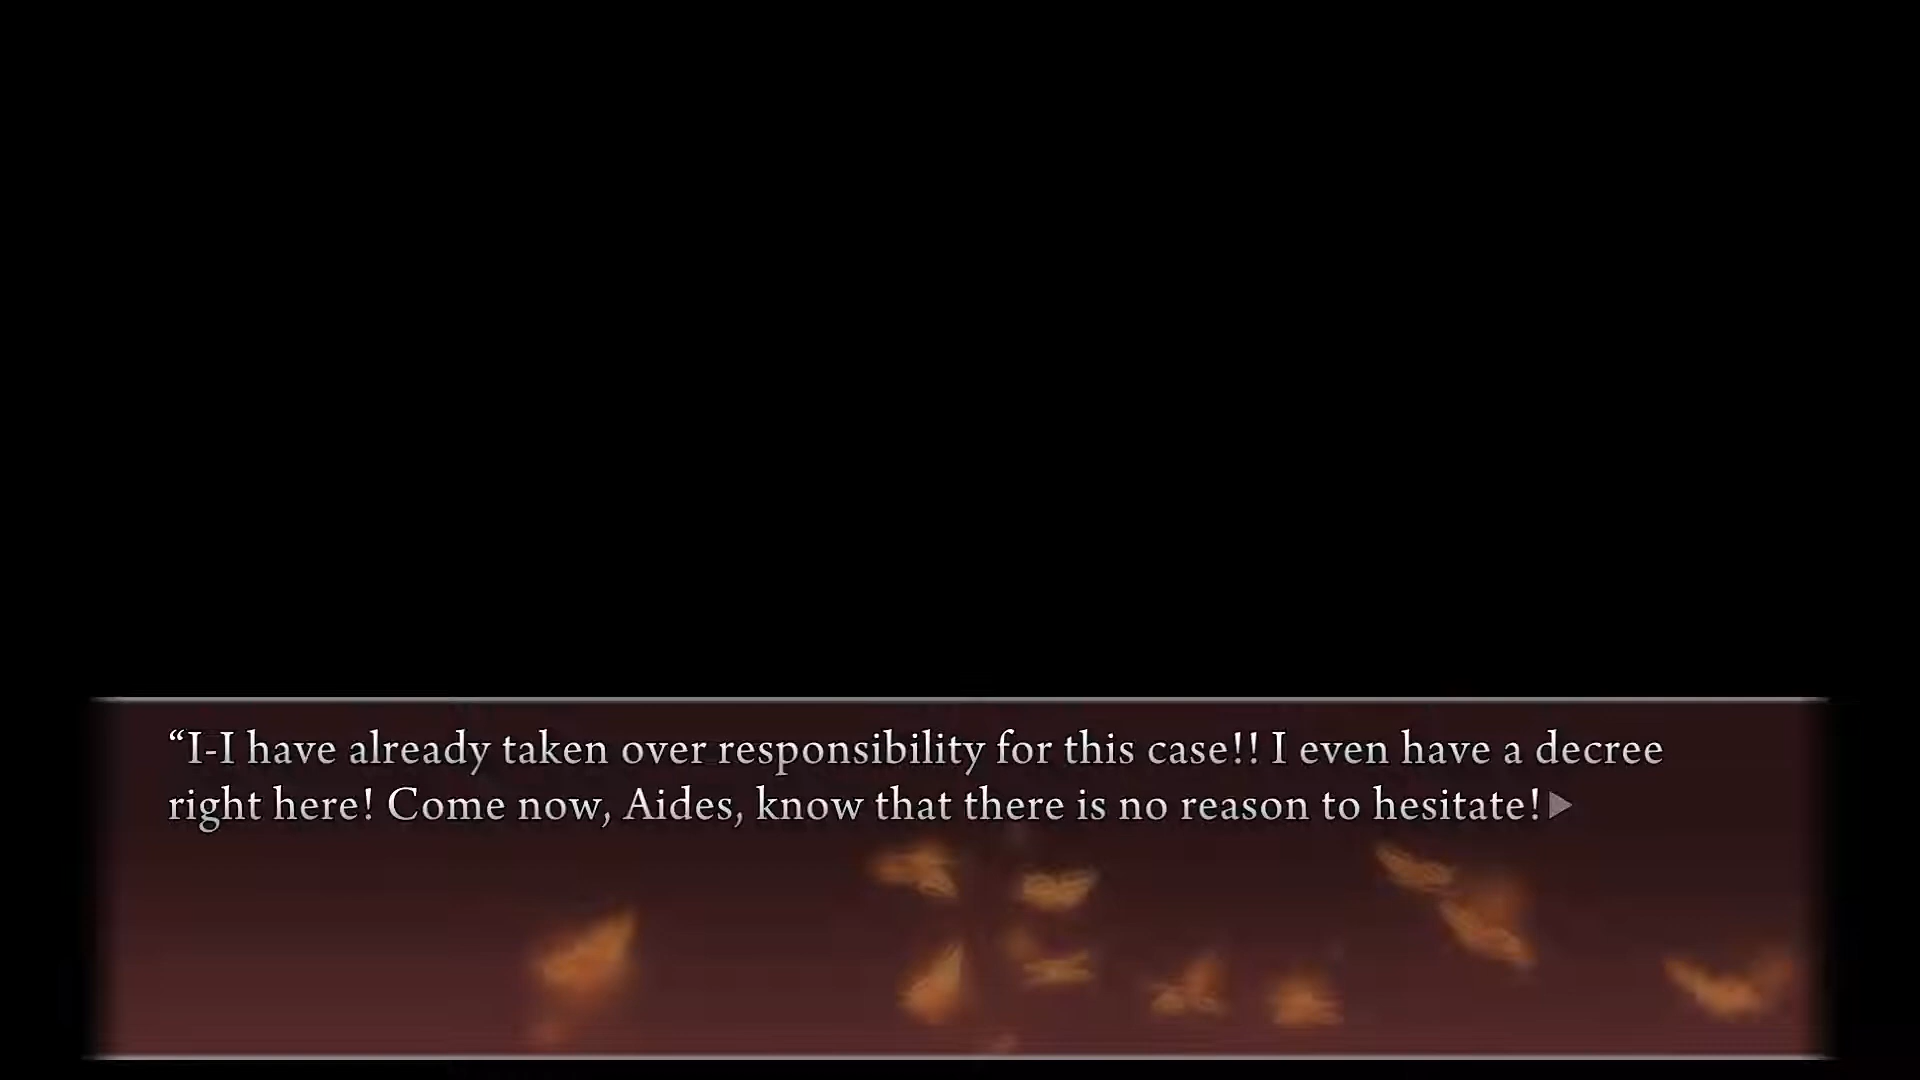 “I-I have already taken over responsibility for this case!! I even have a decree
right here! Come now, Aides, know that there is no reason to hesitate!